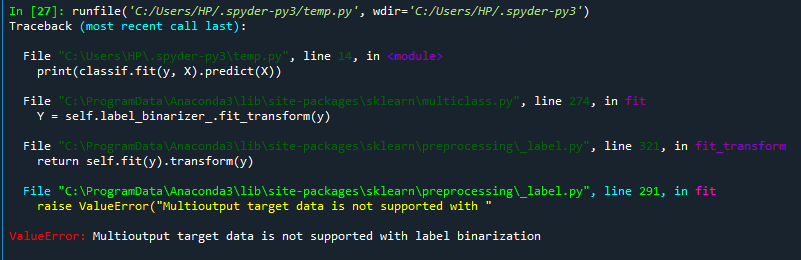 In [27]: runfile('C:/Users/HP/.spyder-py3/temp.py', wdir='C:/Users/HP/.spyder-py3')
Traceback (most recent call last):
File "C:\Users\HP\.spyder-py3\temp.py", line 14, in <module>
print(classif.fit(y, X).predict(X))
File "C:\ProgramData\Anaconda3\lib\site-packages\sklearn\multiclass.py", line 274, in fit
Y = self.label_binarizer_.fit_transform(y)
File "C:\ProgramData\Anaconda3\lib\site-packages\sklearn\preprocessing\_label.py", line 321, in fit_transform
return self.fit(y).transform(y)
File "C:\ProgramData\Anaconda3\lib\site-packages\sklearn\preprocessing\_label.py", line 291, in fit
raise ValueError("Multioutput target data is not supported with "
ValueError: Multioutput target data is not supported with label binarization